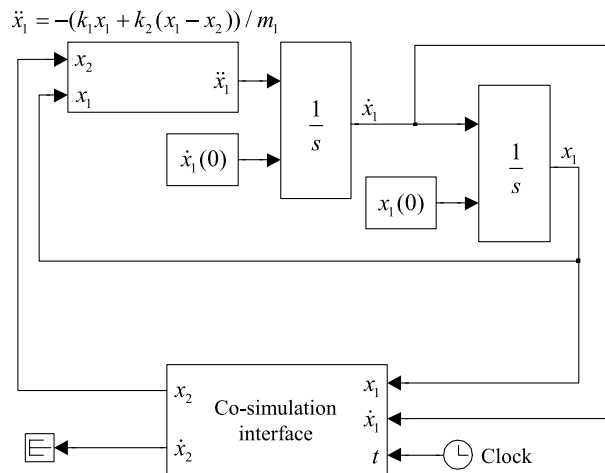 ẍ₁ = −(k₁x₁ + k₂(x₁ − x₂)) / m₁
x₂
ẍ₁
x₁
1
s
ẋ₁
ẋ₁(0)
1
s
x₁
x₁(0)
x₂
Co-simulation
interface
x₁
ẋ₁
ẋ₂
t
Clock